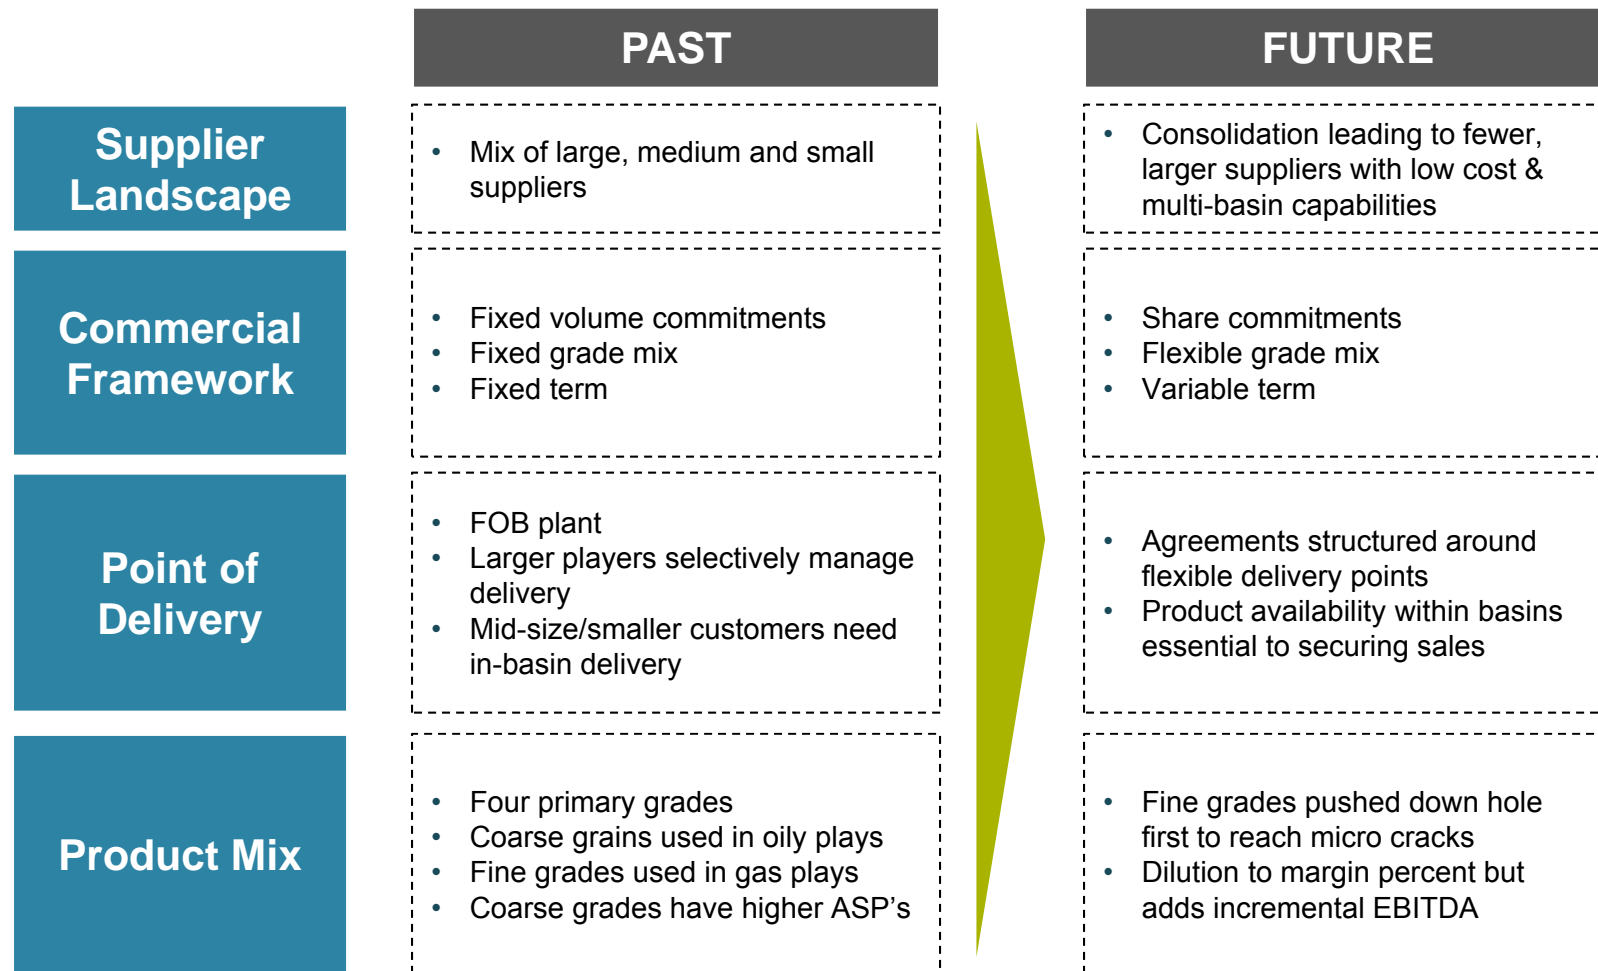 PAST
FUTURE
Supplier
Landscape
• Mix of large, medium and small
suppliers
• Consolidation leading to fewer,
larger suppliers with low cost &
multi-basin capabilities
Commercial
Framework
• Fixed volume commitments
• Fixed grade mix
• Fixed term
• Share commitments
• Flexible grade mix
• Variable term
Point of
Delivery
• FOB plant
• Larger players selectively manage
delivery
• Mid-size/smaller customers need
in-basin delivery
• Agreements structured around
flexible delivery points
• Product availability within basins
essential to securing sales
Product Mix
• Four primary grades
• Coarse grains used in oily plays
• Fine grades used in gas plays
• Coarse grades have higher ASP's
• Fine grades pushed down hole
first to reach micro cracks
• Dilution to margin percent but
adds incremental EBITDA